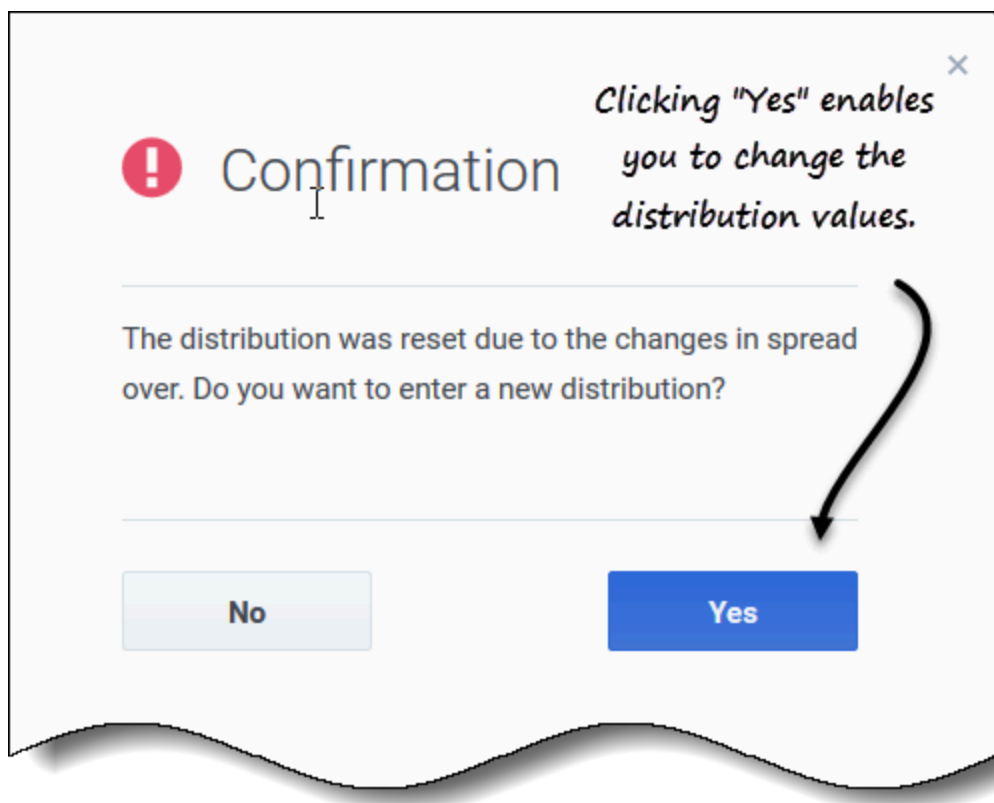 Clicking "Yes" enables
you to change the
distribution values.
Confirmation
The distribution was reset due to the changes in spread
over. Do you want to enter a new distribution?
No
Yes